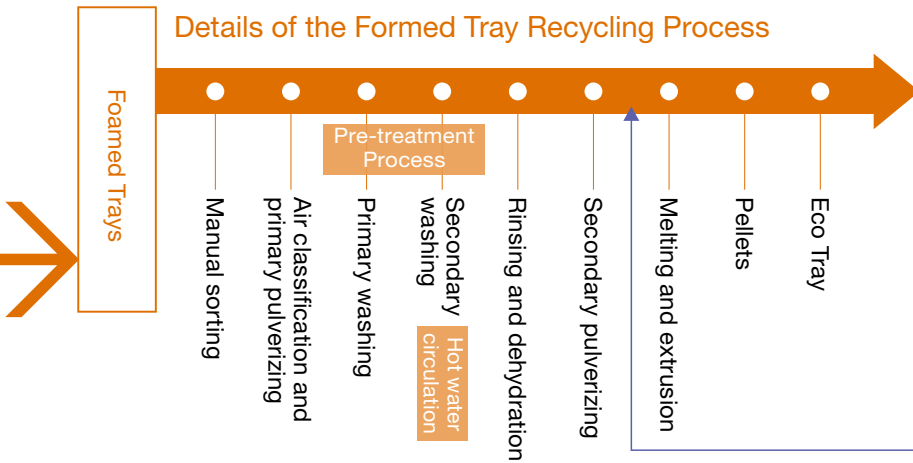 Details of the Formed Tray Recycling Process
Foamed Trays
Pre-treatment
Process
Manual sorting
Air classification and
primary pulverizing
Primary washing
Secondary
washing
Hot water
circulation
Rinsing and dehydration
Secondary pulverizing
Melting and extrusion
Pellets
Eco Tray